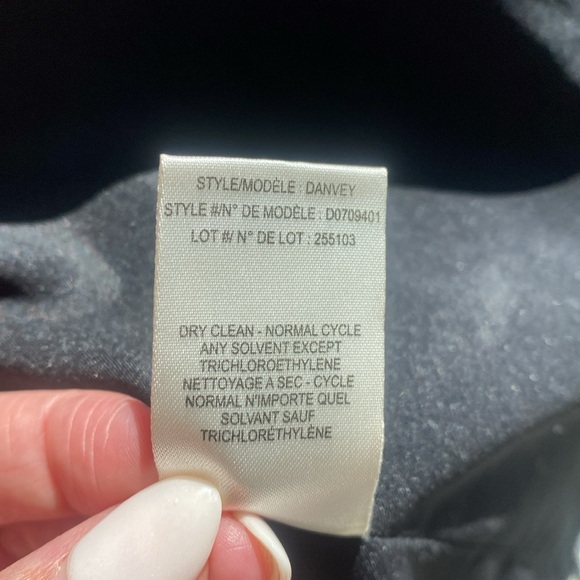 STYLE/MODÈLE : DANVEY
STYLE #/N° DE MODÈLE : D0709401
LOT #/ N° DE LOT : 255103
DRY CLEAN - NORMAL CYCLE
ANY SOLVENT EXCEPT
TRICHLOROETHYLENE
NETTOYAGE A SEC - CYCLE
NORMAL N'IMPORTE QUEL
SOLVANT SAUF
TRICHLORÉTHYLÈNE